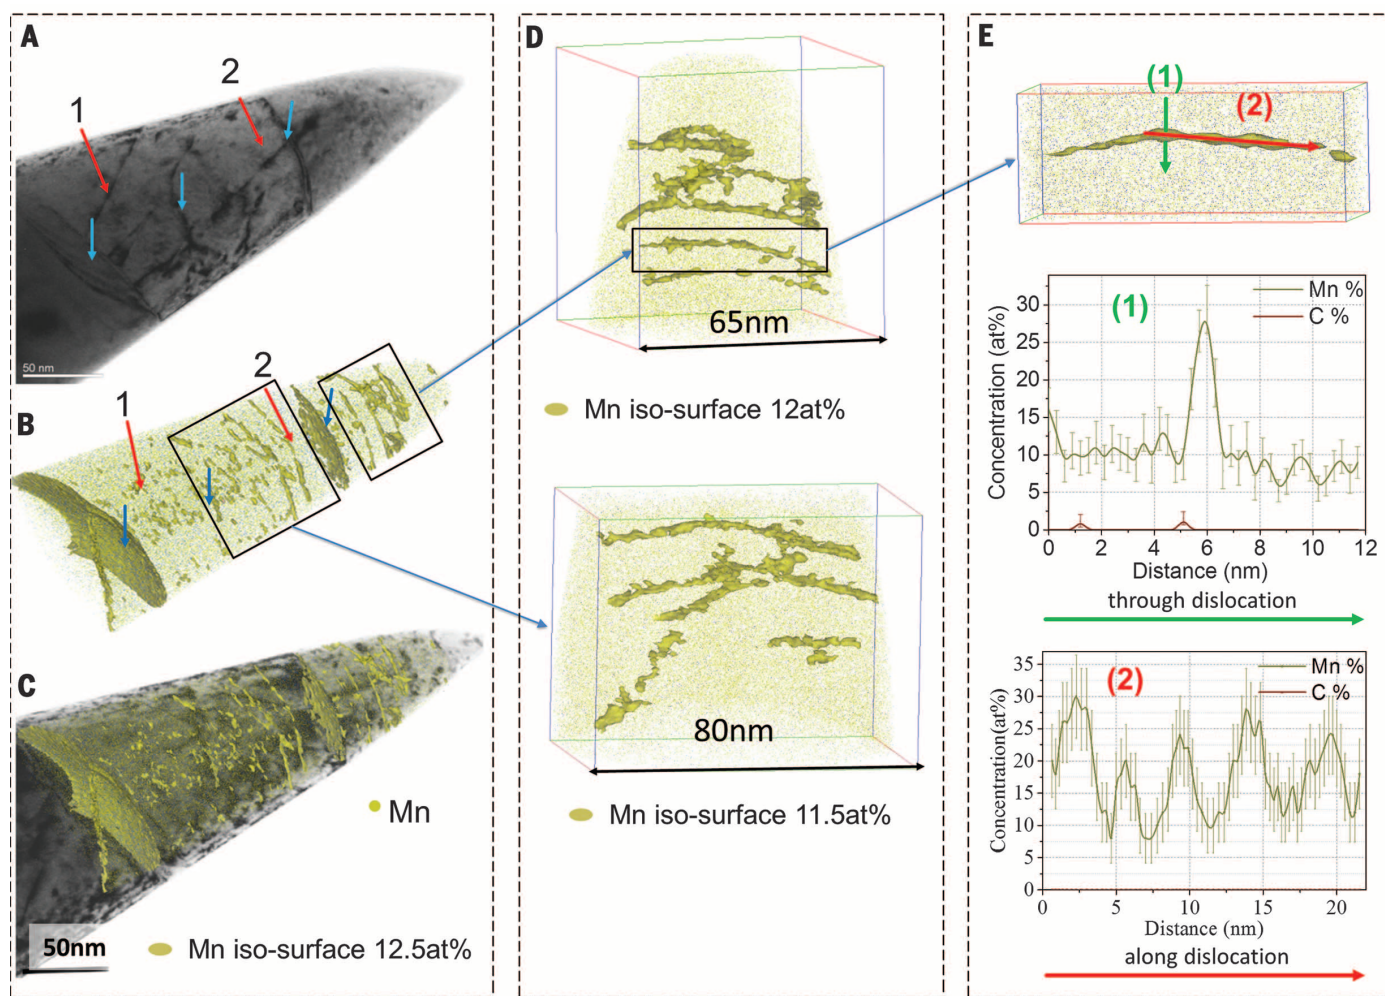 A
1
2
50 nm
B
1
2
C
Mn
50nm
Mn iso-surface 12.5at%
D
65nm
Mn iso-surface 12at%
80nm
Mn iso-surface 11.5at%
E
(1)
(2)
(1)
Mn %
C %
Concentration (at%)
30
25
20
15
10
5
0
0 2 4 6 8 10 12
Distance (nm)
through dislocation
(2)
Mn %
C %
Concentration(at%)
35
30
25
20
15
10
5
0
0 5 10 15 20
Distance (nm)
along dislocation